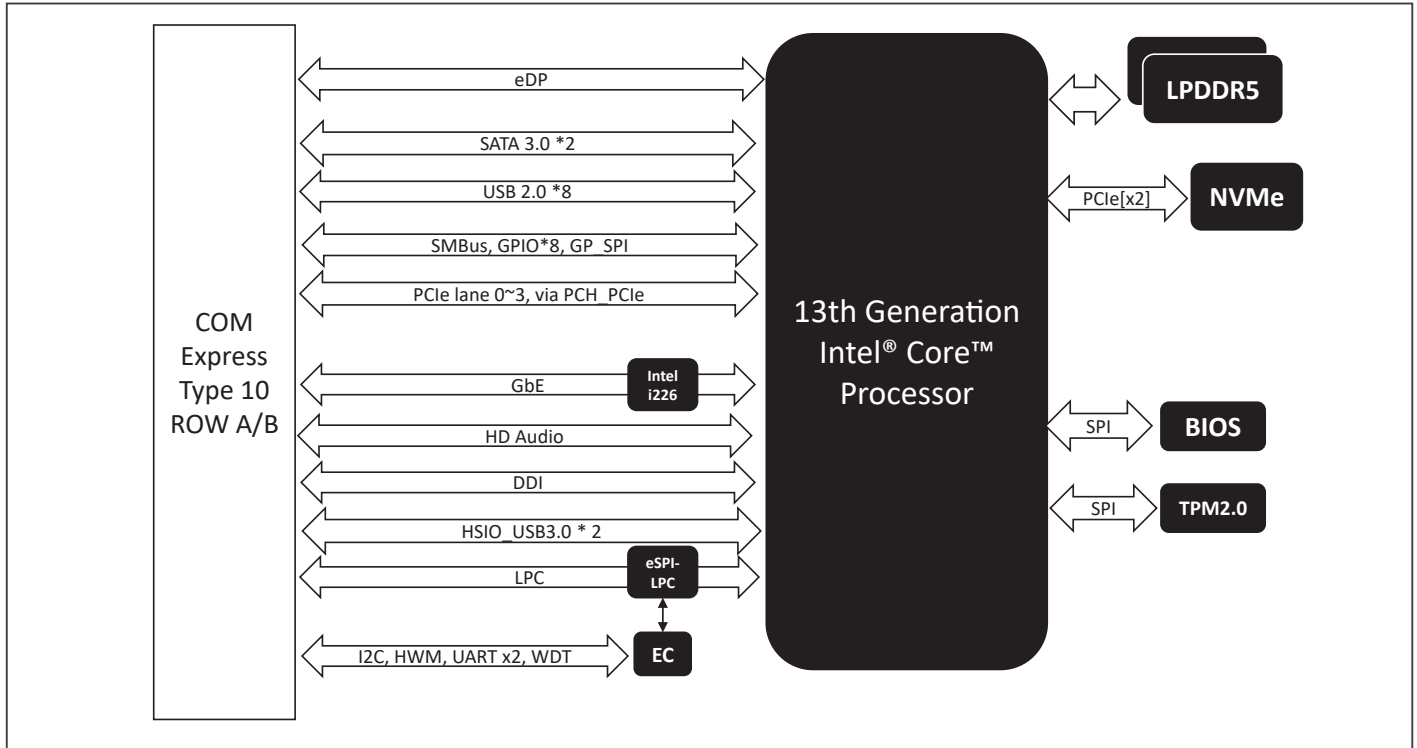 COM
Express
Type 10
ROW A/B
eDP
SATA 3.0 *2
USB 2.0 *8
SMBus, GPIO*8, GP_SPI
PCIe lane 0~3, via PCH_PCIe
GbE
Intel
i226
HD Audio
DDI
HSIO_USB3.0 * 2
LPC
eSPI-
LPC
I2C, HWM, UART x2, WDT
EC
13th Generation
Intel® Core™
Processor
LPDDR5
PCIe[x2]
NVMe
SPI
BIOS
SPI
TPM2.0